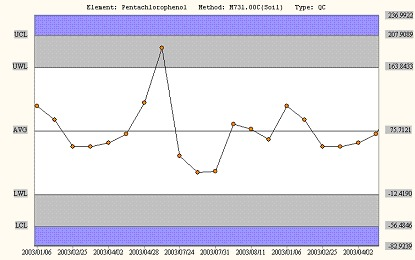 Element: Pentachlorophenol Method: M731.00C(Soil) Type: QC
236.9922
UCL 207.9089
UWL 163.8433
AVG 75.7121
LWL -12.4190
LCL -56.4846
-82.9239
2003/01/06 2003/02/25 2003/04/02 2003/04/28 2003/07/24 2003/07/31 2003/08/11 2003/01/06 2003/02/25 2003/04/02